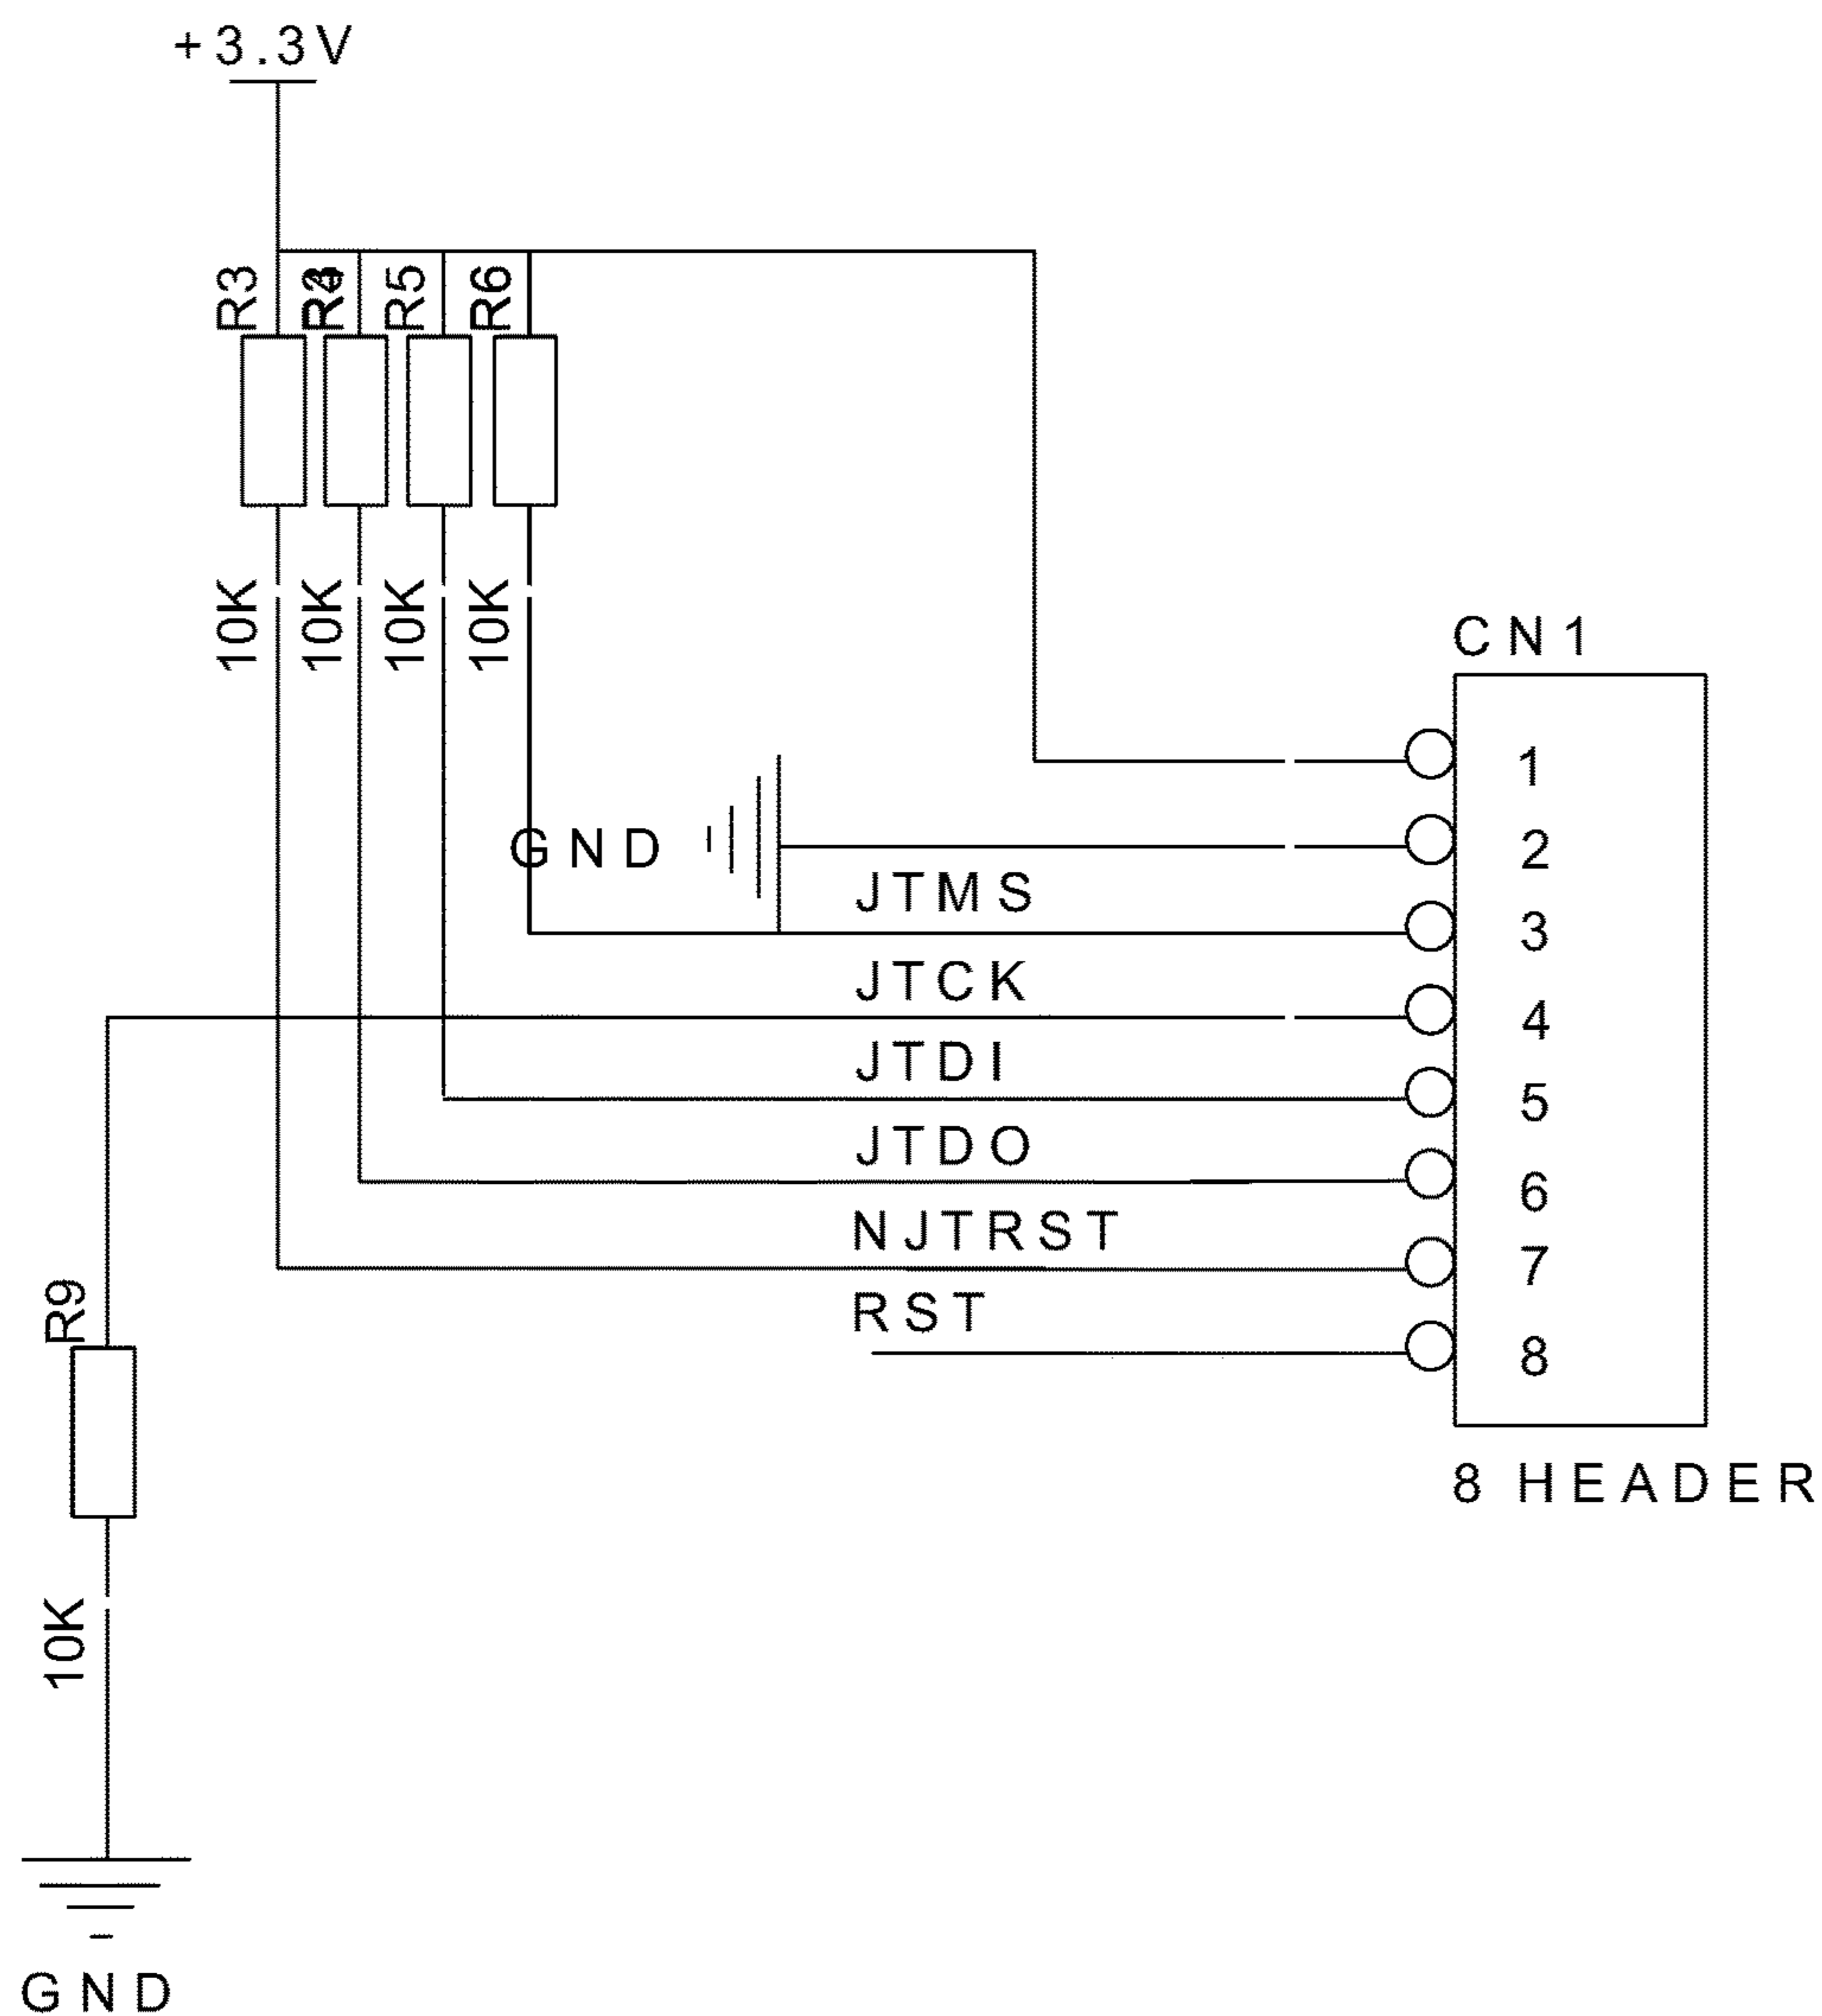 +3.3V
R3
R5
R6
10K
10K
10K
10K
CN1
1
GND
2
JTMS
3
JTCK
4
JTDI
5
JTDO
6
NJTRST
7
RST
8
R9
8 HEADER
10K
GND